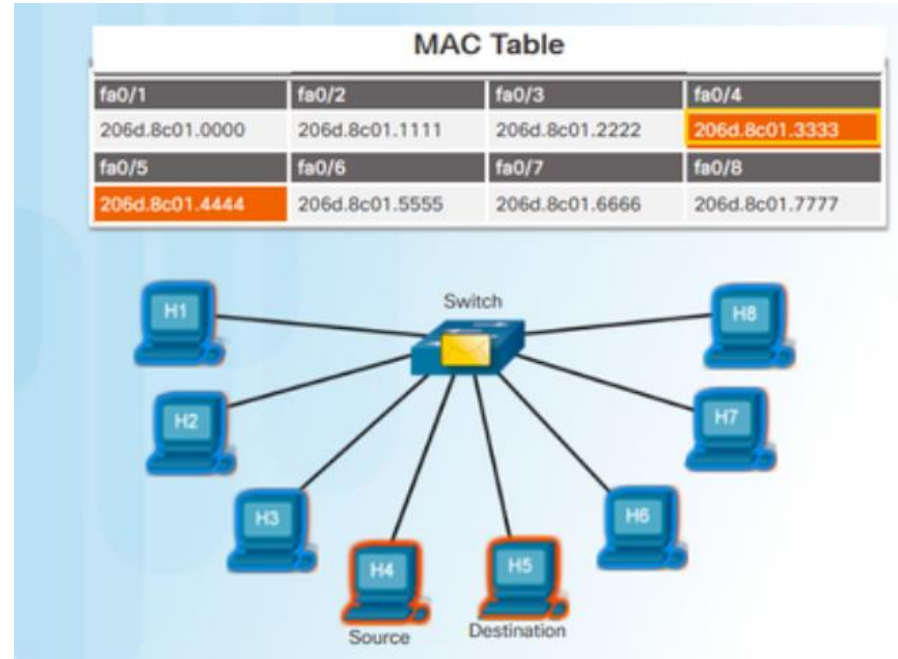 MAC Table
fa0/1 fa0/2 fa0/3 fa0/4
206d.8c01.0000 206d.8c01.1111 206d.8c01.2222 206d.8c01.3333
fa0/5 fa0/6 fa0/7 fa0/8
206d.8c01.4444 206d.8c01.5555 206d.8c01.6666 206d.8c01.7777
Switch
H1 H8
H2 H7
H3 H6
H4 H5
Source Destination